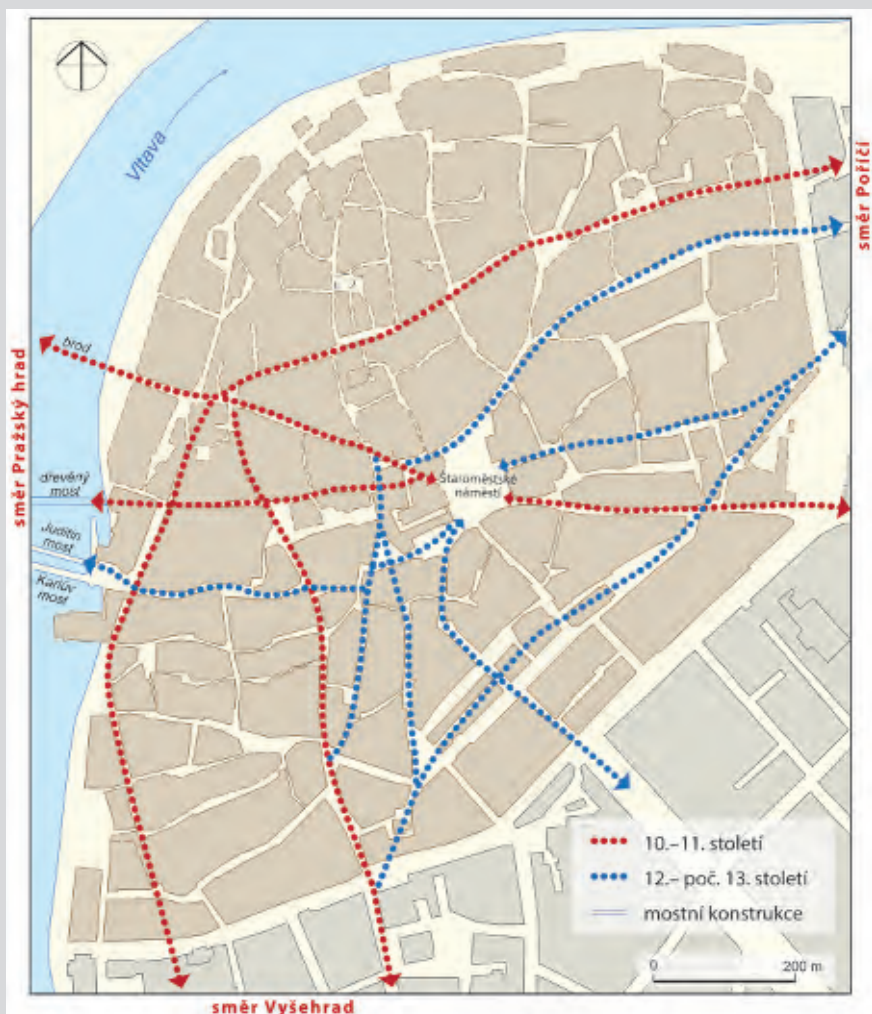 Vltava
směr Poříčí
brod
směr Pražský hrad
Staroměstské
náměstí
dřevěný
most
Juditin
most
Karlův
most
10.–11. století
12.– poč. 13. století
mostní konstrukce
0
200 m
směr Vyšehrad